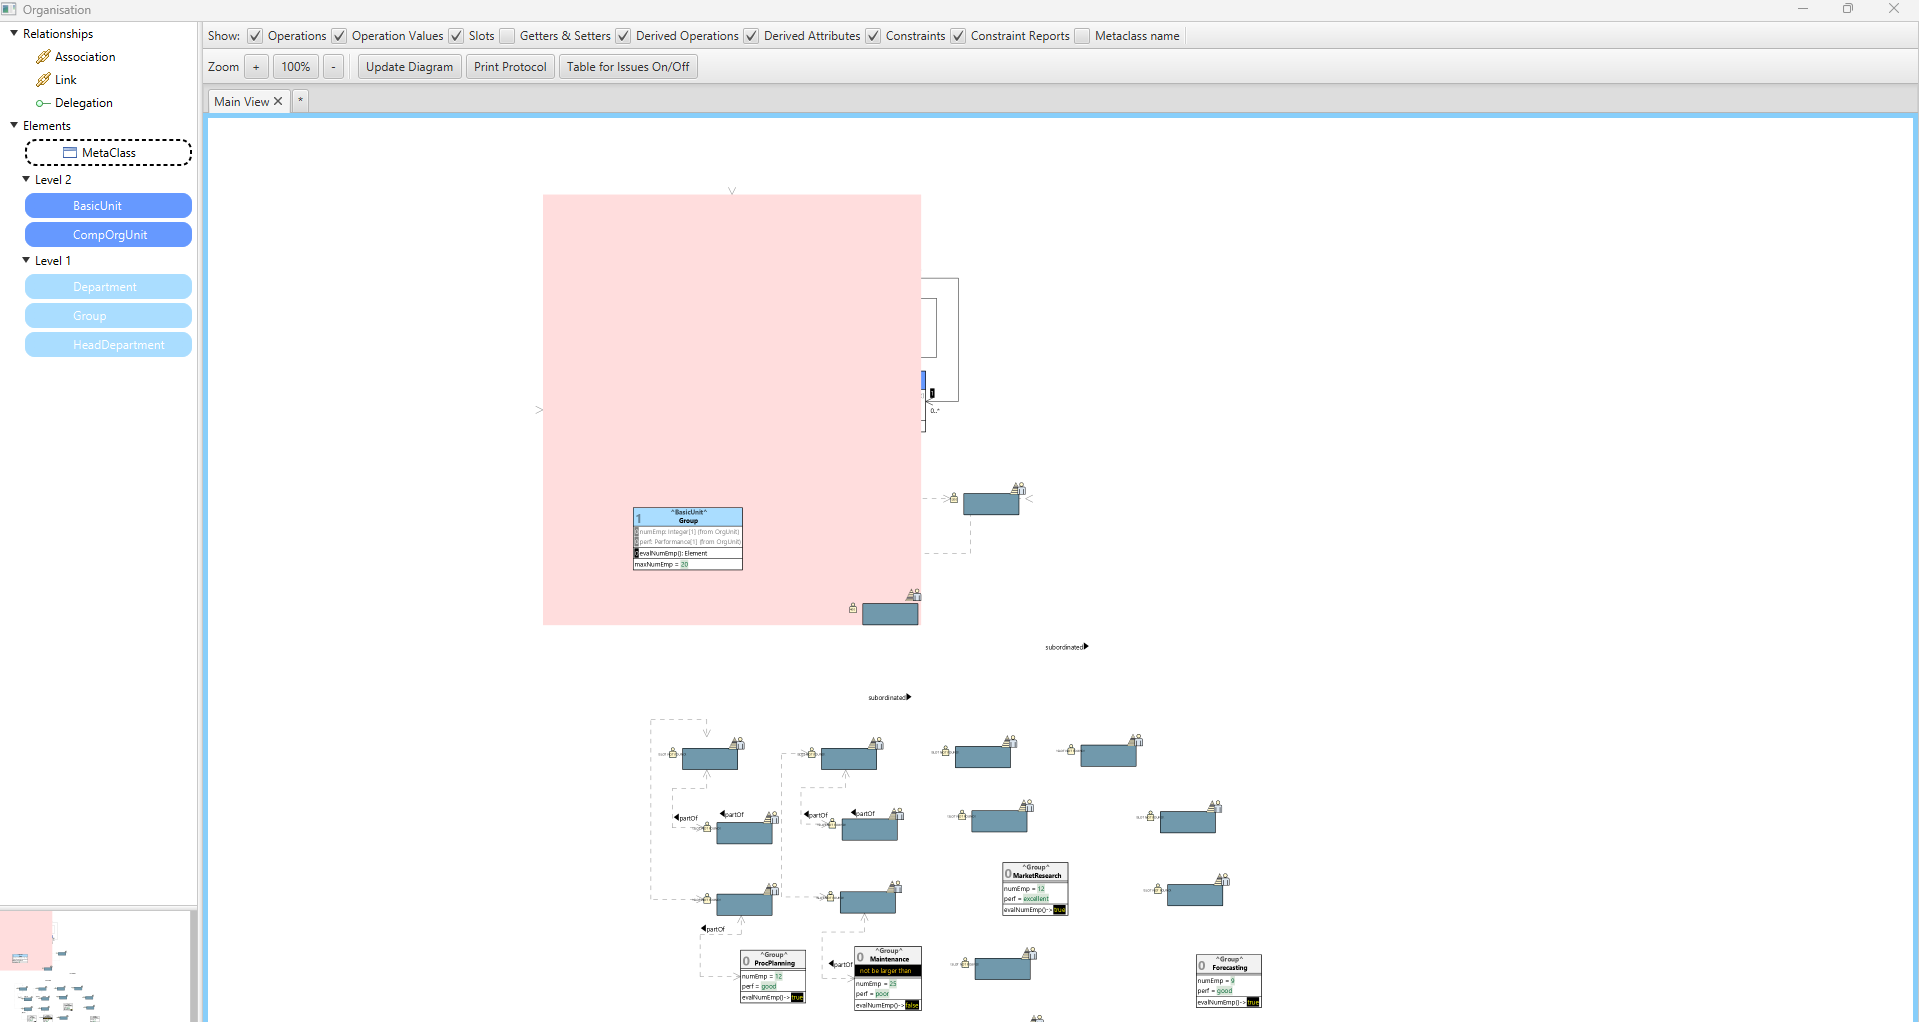 Organisation
Relationships
Association
Link
Delegation
Elements
MetaClass
Level 2
BasicUnit
CompOrgUnit
Level 1
Department
Group
HeadDepartment
Show: Operations Operation Values Slots Getters & Setters Derived Operations Derived Attributes Constraints Constraint Reports Metaclass name
Zoom + 100% - Update Diagram Print Protocol Table for Issues On/Off
Main View *
1
0..*
^BasicUnit^
1 Group
numEmp: Integer[1] (from OrgUnit)
perf: Performance[1] (from OrgUnit)
evalNumEmp(): Element
maxNumEmp = 20
subordinated
subordinated
partOf
partOf
partOf
partOf
^Group^
0 MarketResearch
numEmp = 12
perf = excellent
evalNumEmp()-> true
partOf
^Group^
0 ProcPlanning
numEmp = 12
perf = good
evalNumEmp()-> true
partOf
^Group^
0 Maintenance
not be larger than
numEmp = 25
perf = poor
evalNumEmp()-> false
^Group^
0 Forecasting
numEmp = 9
perf = good
evalNumEmp()-> true